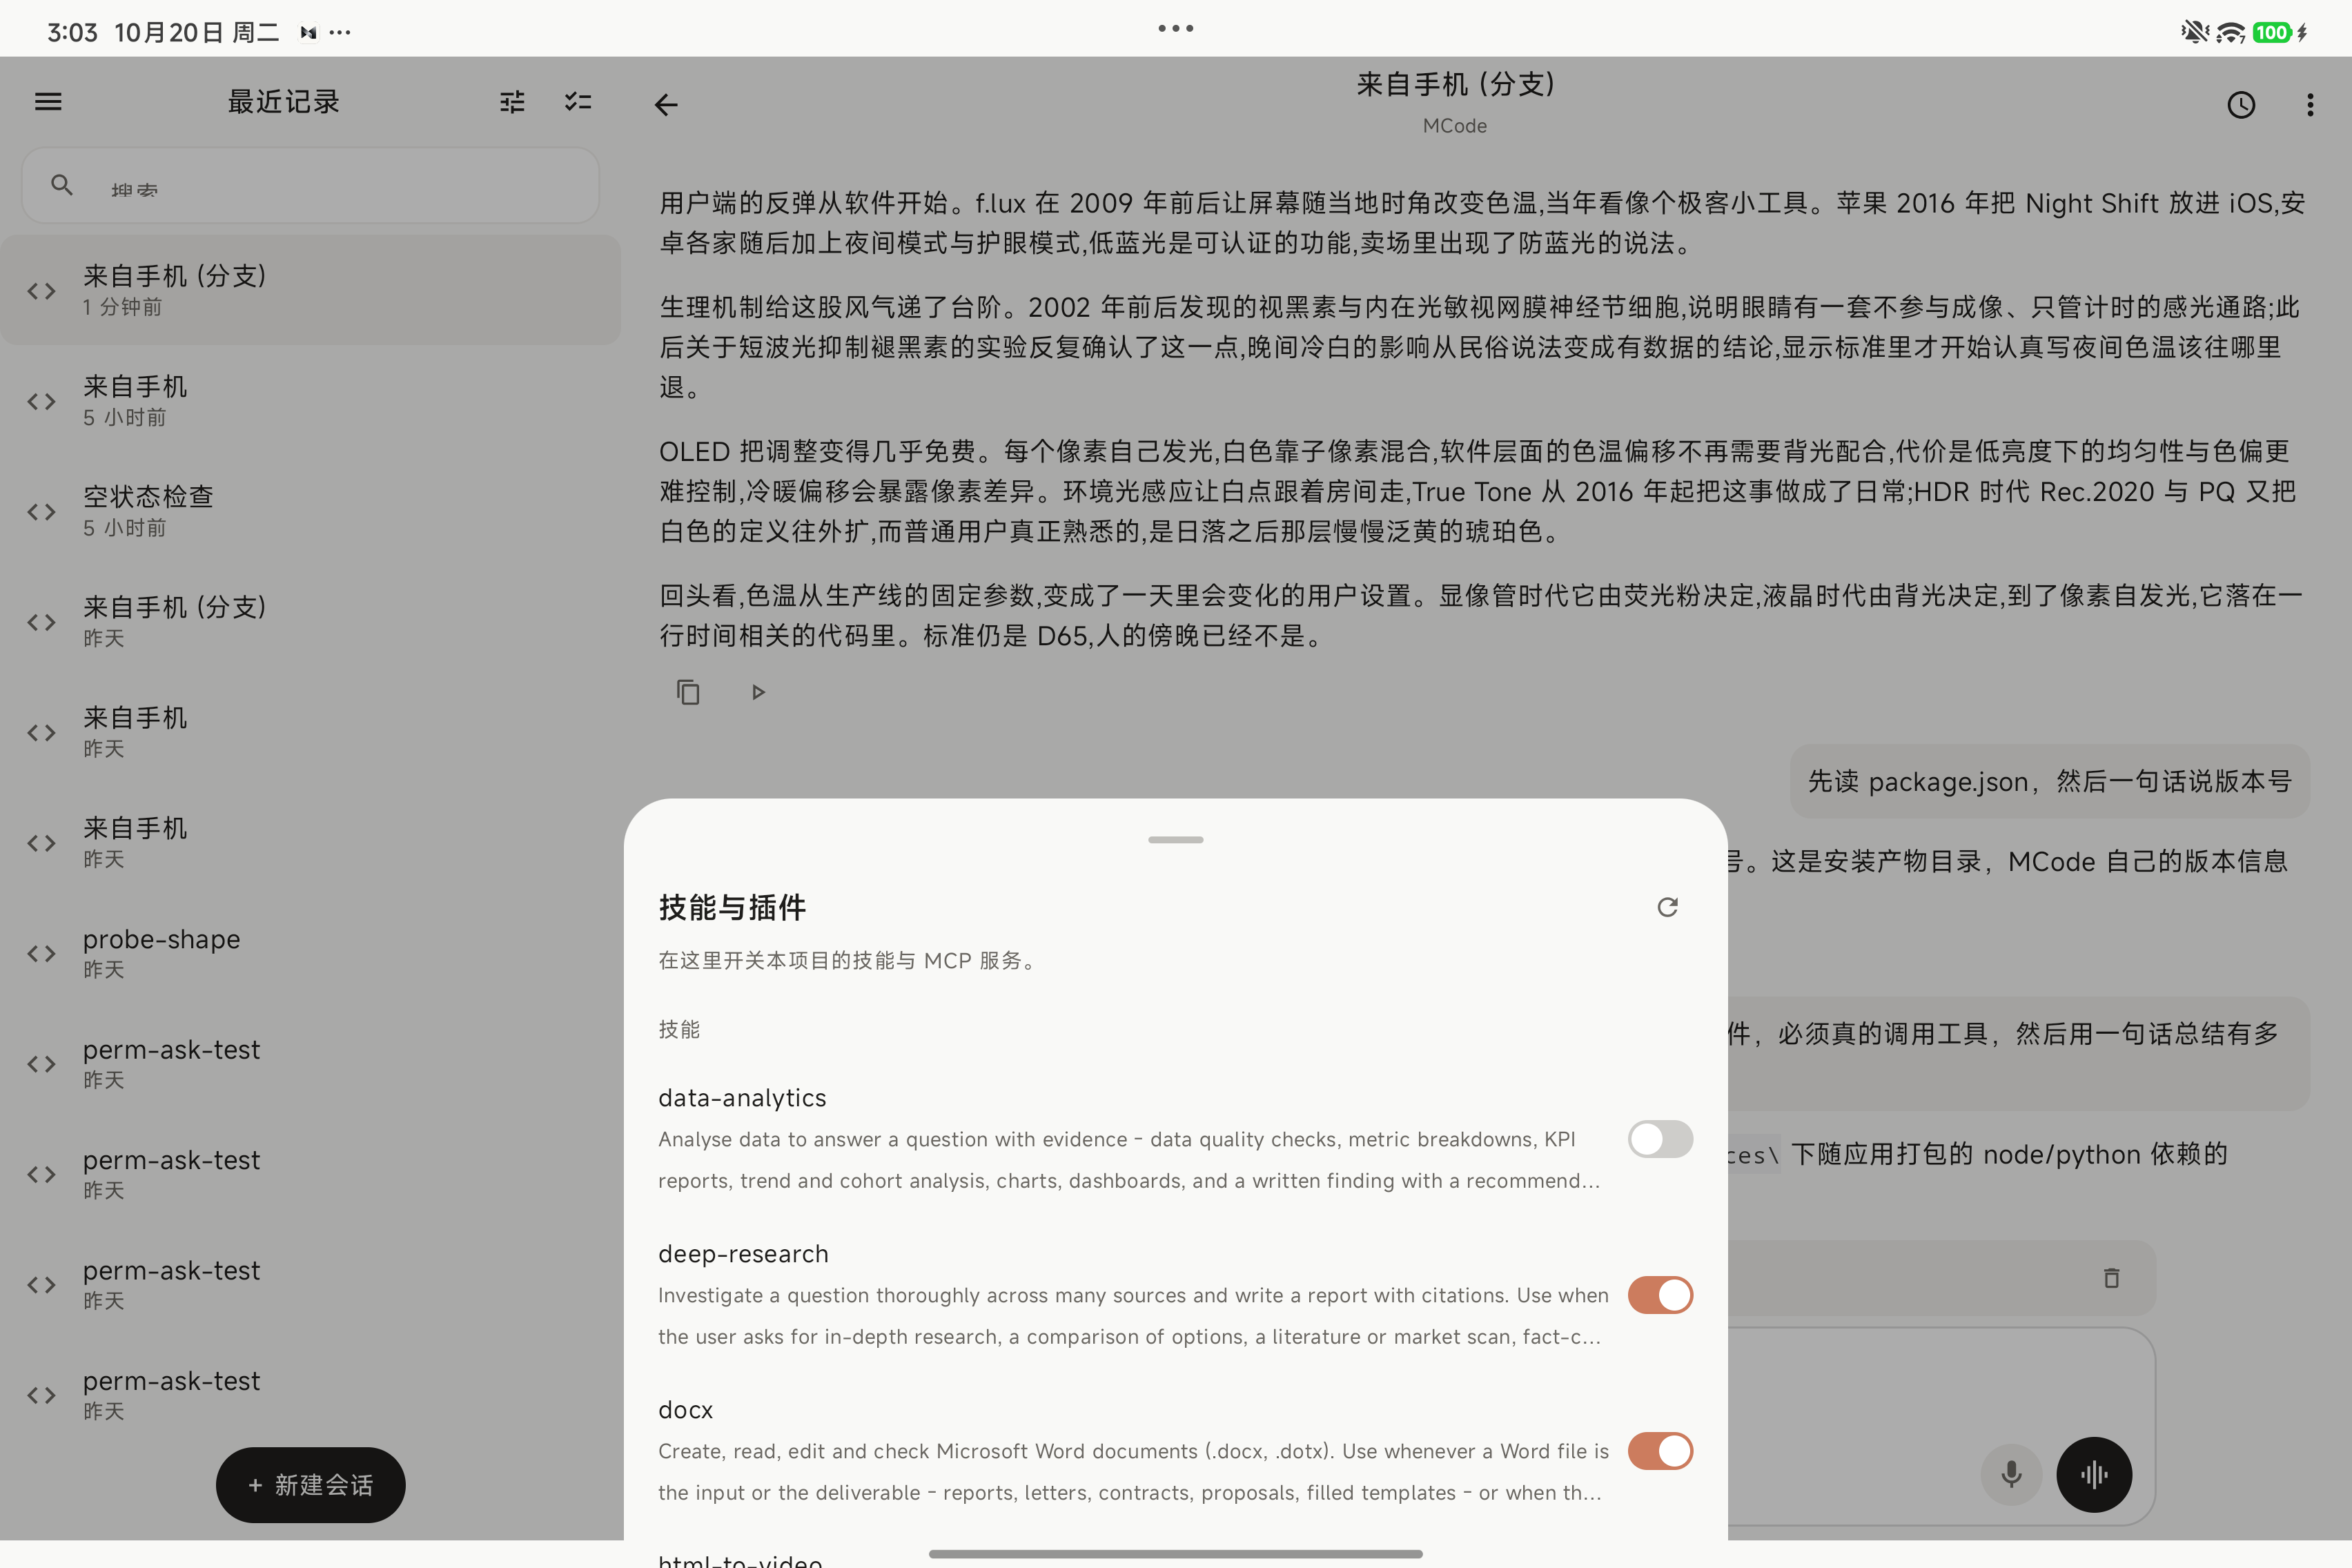 3:03 10月20日 周二
100
最近记录
搜索
来自手机 (分支)
1 分钟前
来自手机
5 小时前
空状态检查
5 小时前
来自手机 (分支)
昨天
来自手机
昨天
来自手机
昨天
probe-shape
昨天
perm-ask-test
昨天
perm-ask-test
昨天
perm-ask-test
昨天
perm-ask-test
昨天
+ 新建会话
来自手机 (分支)
MCode
用户端的反弹从软件开始。f.lux 在 2009 年前后让屏幕随当地时角改变色温,当年看像个极客小工具。苹果 2016 年把 Night Shift 放进 iOS,安
卓各家随后加上夜间模式与护眼模式,低蓝光是可认证的功能,卖场里出现了防蓝光的说法。
生理机制给这股风气递了台阶。2002 年前后发现的视黑素与内在光敏视网膜神经节细胞,说明眼睛有一套不参与成像、只管计时的感光通路;此
后关于短波光抑制褪黑素的实验反复确认了这一点,晚间冷白的影响从民俗说法变成有数据的结论,显示标准里才开始认真写夜间色温该往哪里
退。
OLED 把调整变得几乎免费。每个像素自己发光,白色靠子像素混合,软件层面的色温偏移不再需要背光配合,代价是低亮度下的均匀性与色偏更
难控制,冷暖偏移会暴露像素差异。环境光感应让白点跟着房间走,True Tone 从 2016 年起把这事做成了日常;HDR 时代 Rec.2020 与 PQ 又把
白色的定义往外扩,而普通用户真正熟悉的,是日落之后那层慢慢泛黄的琥珀色。
回头看,色温从生产线的固定参数,变成了一天里会变化的用户设置。显像管时代它由荧光粉决定,液晶时代由背光决定,到了像素自发光,它落在一
行时间相关的代码里。标准仍是 D65,人的傍晚已经不是。
先读 package.json，然后一句话说版本号
号。这是安装产物目录，MCode 自己的版本信息
件，必须真的调用工具，然后用一句话总结有多
ces\ 下随应用打包的 node/python 依赖的
技能与插件
在这里开关本项目的技能与 MCP 服务。
技能
data-analytics
Analyse data to answer a question with evidence - data quality checks, metric breakdowns, KPI
reports, trend and cohort analysis, charts, dashboards, and a written finding with a recommend...
deep-research
Investigate a question thoroughly across many sources and write a report with citations. Use when
the user asks for in-depth research, a comparison of options, a literature or market scan, fact-c...
docx
Create, read, edit and check Microsoft Word documents (.docx, .dotx). Use whenever a Word file is
the input or the deliverable - reports, letters, contracts, proposals, filled templates - or when th...
html-to-video